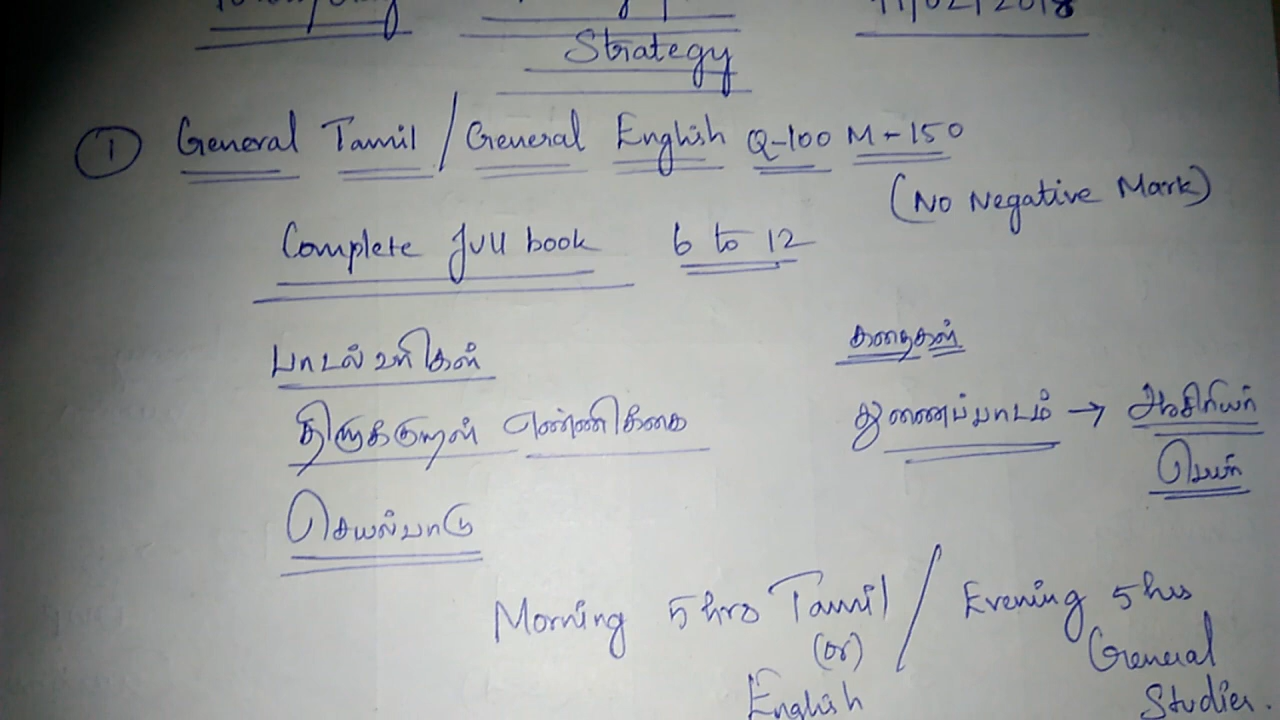 11/02/2018
Strategy
① General Tamil / General English Q-100 M-150
(No Negative Mark)
Complete full book 6 to 12
பாடல் வரிகள்
கதைகள்
திருக்குறள் எண்ணிக்கை
துணைப்பாடம் → ஆசிரியர்
பெயர்
செயல்பாடு
Morning 5 hrs Tamil / Evening 5 hrs
(or) General
English Studies.